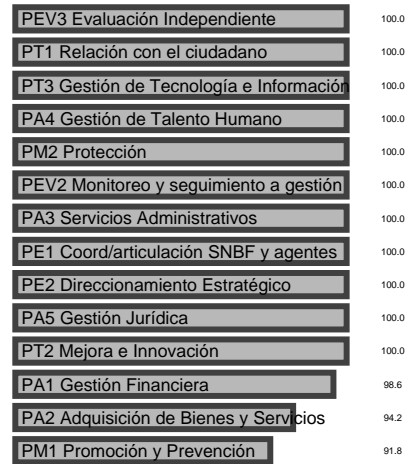 PEV3 Evaluación Independiente 100.0
PT1 Relación con el ciudadano 100.0
PT3 Gestión de Tecnología e Información 100.0
PA4 Gestión de Talento Humano 100.0
PM2 Protección 100.0
PEV2 Monitoreo y seguimiento a gestión 100.0
PA3 Servicios Administrativos 100.0
PE1 Coord/articulación SNBF y agentes 100.0
PE2 Direccionamiento Estratégico 100.0
PA5 Gestión Jurídica 100.0
PT2 Mejora e Innovación 100.0
PA1 Gestión Financiera 98.6
PA2 Adquisición de Bienes y Servicios 94.2
PM1 Promoción y Prevención 91.8